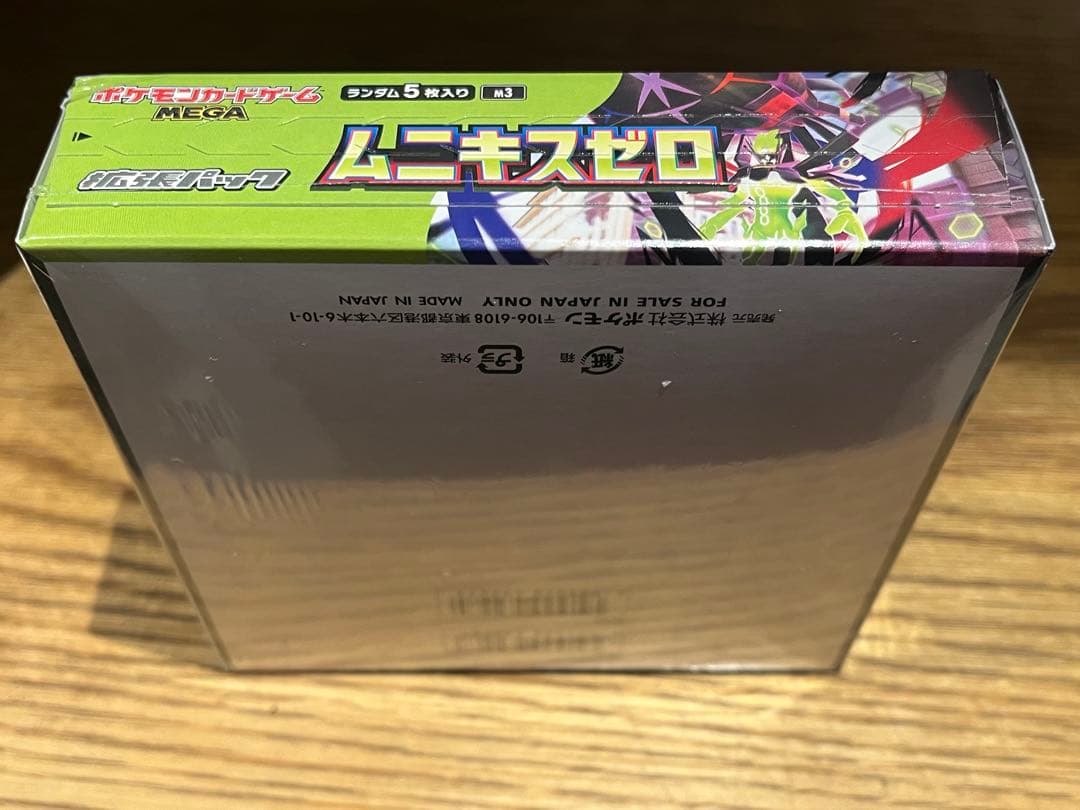 ポケモンカードゲーム
MEGA
ランダム5枚入り M3
ムニキスゼロ
拡張パック
発売元 株式会社 ポケモン 〒106-6108 東京都港区六本木6-10-1
FOR SALE IN JAPAN ONLY MADE IN JAPAN
紙 箱
プラ 外装